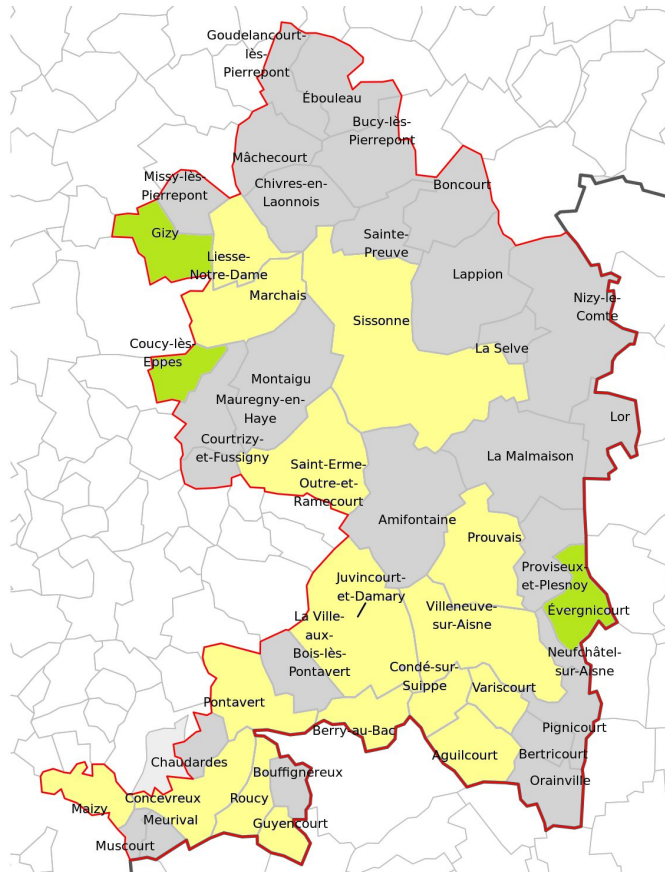 Goudelancourt-
lès-
Pierrepont
Ébouleau
Bucy-lès-
Pierrepont
Mâchecourt
Missy-lès-
Pierrepont
Chivres-en-
Laonnois
Boncourt
Gizy
Sainte-
Preuve
Liesse-
Notre-Dame
Lappion
Marchais
Nizy-le-
Comte
Sissonne
Coucy-lès-
Eppes
La Selve
Montaigu
Mauregny-en-
Haye
Lor
Courtrizy-
et-Fussigny
Saint-Erme-
Outre-et-
Ramecourt
La Malmaison
Amifontaine
Prouvais
Proviseux-
et-Plesnoy
Juvincourt-
et-Damary
Évergnicourt
Villeneuve-
sur-Aisne
La Ville-
aux-
Bois-lès-
Pontavert
Neufchâtel-
sur-Aisne
Condé-sur-
Suippe
Variscourt
Pontavert
Pignicourt
Berry-au-Bac
Aguilcourt
Bertricourt
Chaudardes
Bouffignereux
Orainville
Concevreux
Roucy
Maizy
Meurival
Guyencourt
Muscourt